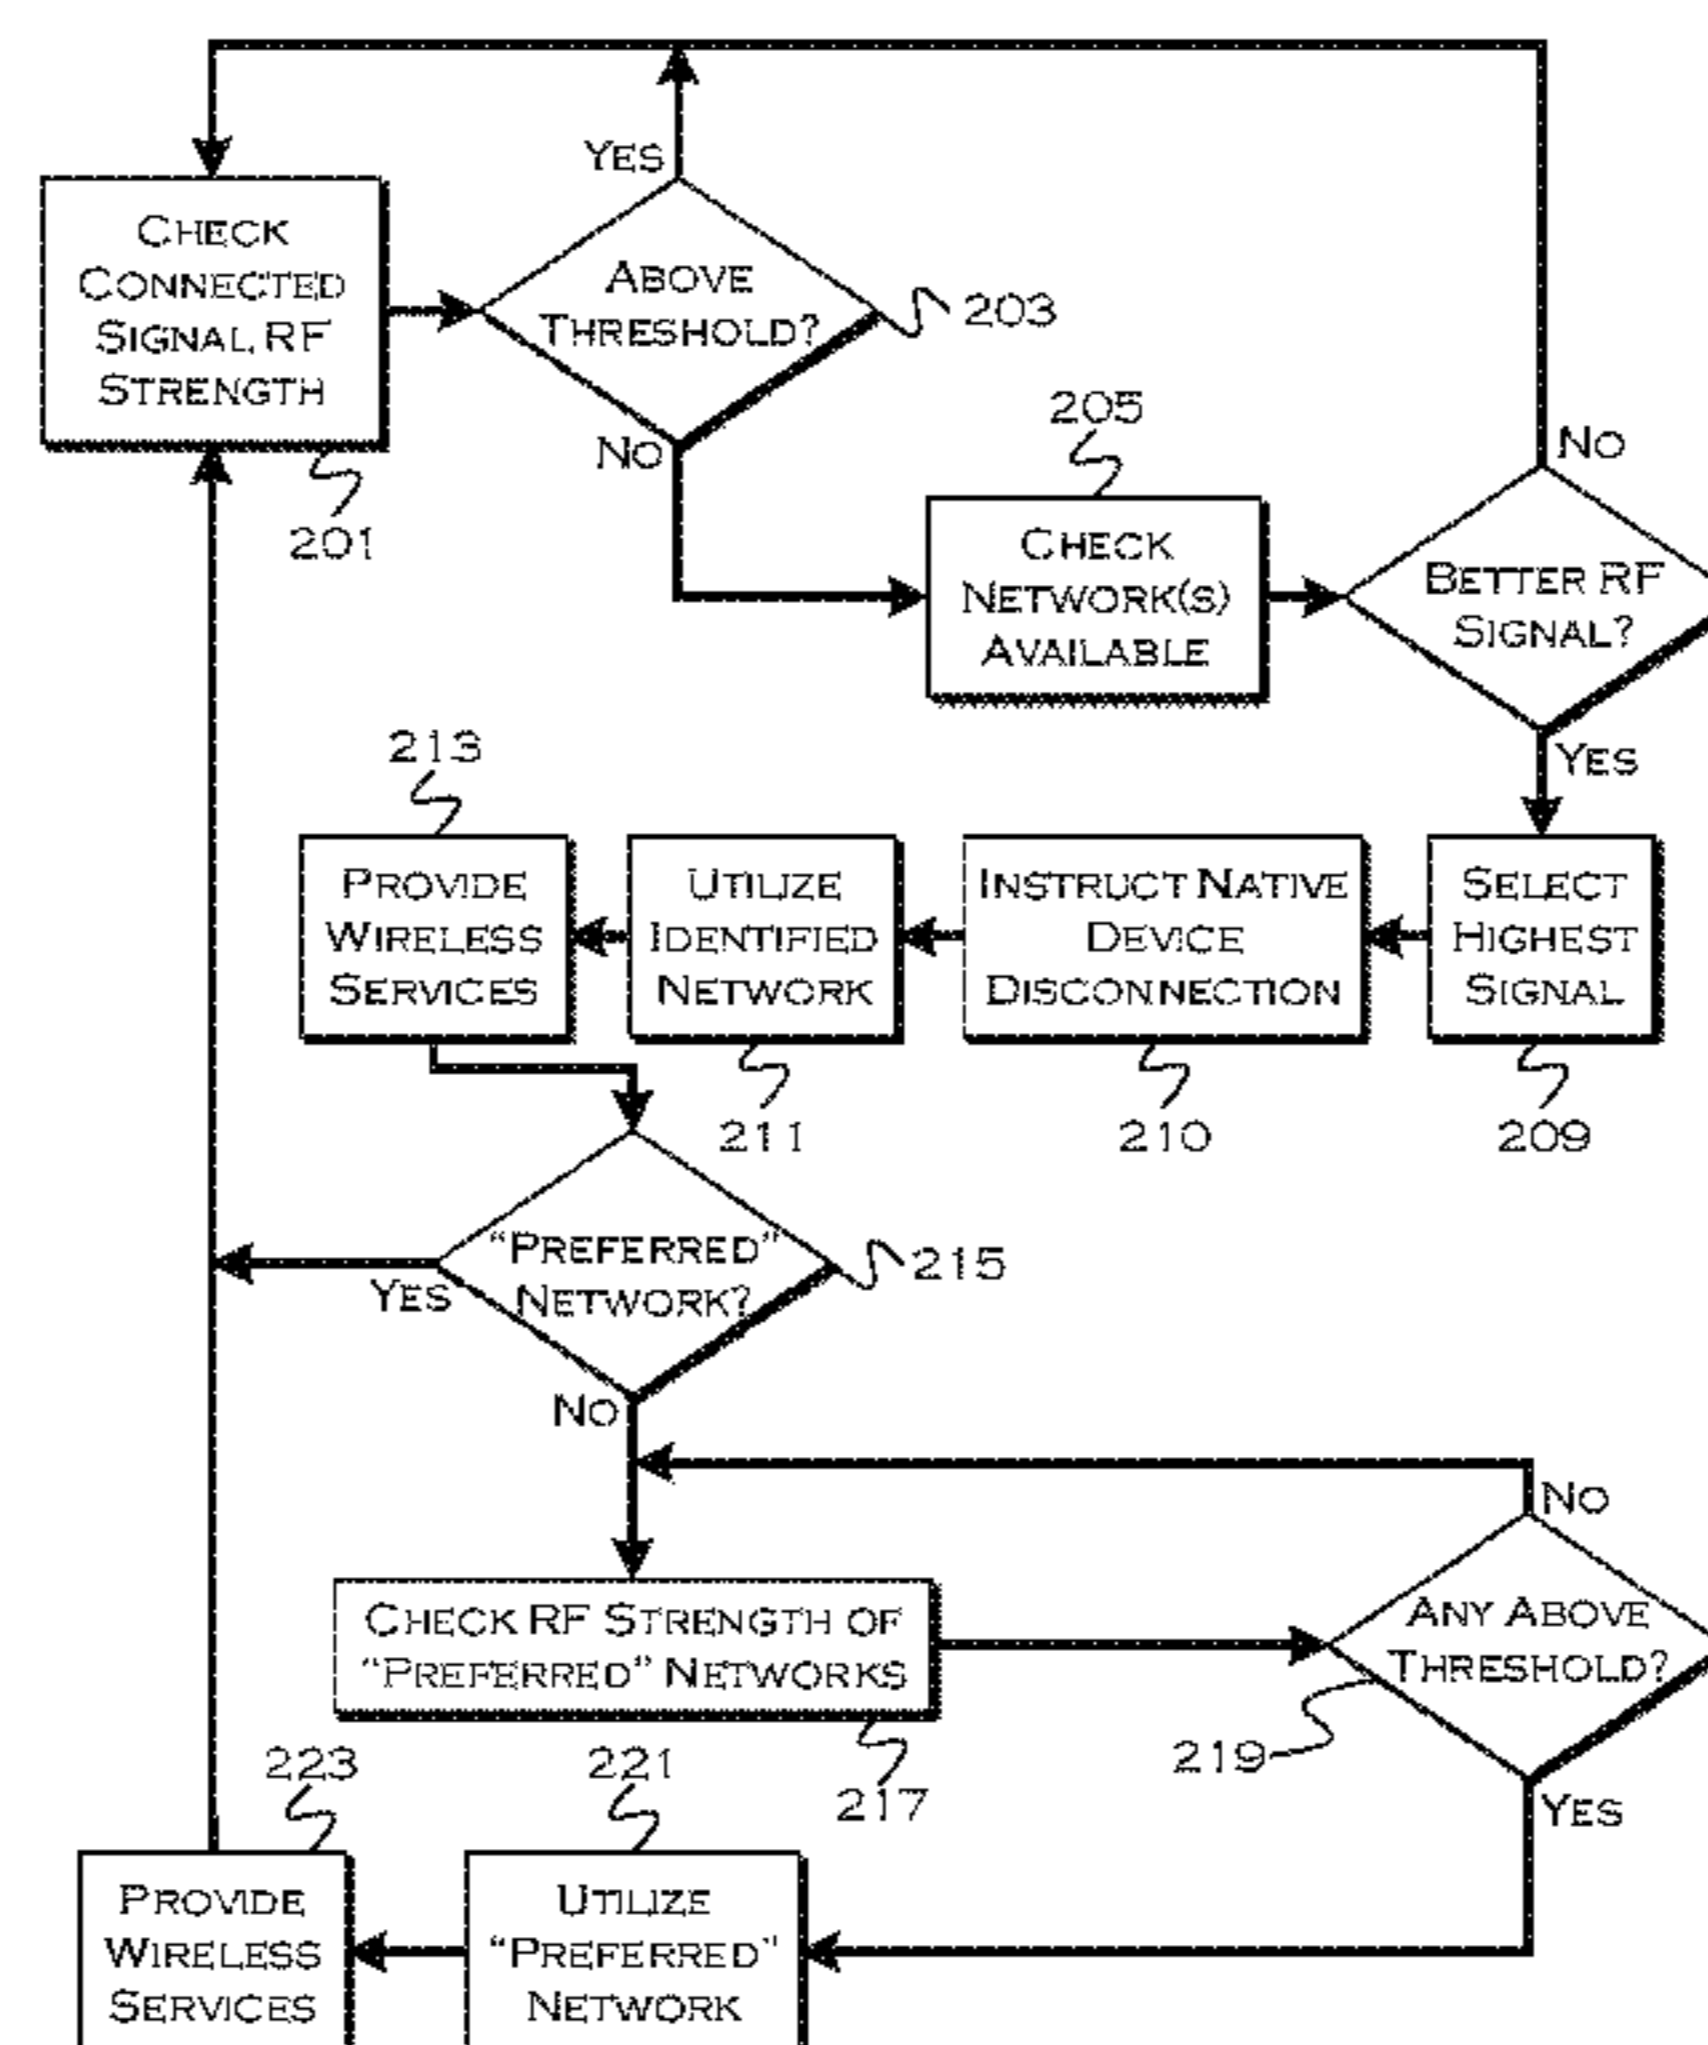 YES
CHECK
CONNECTED
SIGNAL RF
STRENGTH
201
ABOVE
THRESHOLD?
203
NO
205
CHECK
NETWORK(S)
AVAILABLE
NO
BETTER RF
SIGNAL?
YES
213
PROVIDE
WIRELESS
SERVICES
UTILIZE
IDENTIFIED
NETWORK
211
INSTRUCT NATIVE
DEVICE
DISCONNECTION
210
SELECT
HIGHEST
SIGNAL
209
"PREFERRED"
NETWORK?
215
YES
NO
NO
CHECK RF STRENGTH OF
"PREFERRED" NETWORKS
217
ANY ABOVE
THRESHOLD?
219
YES
223
PROVIDE
WIRELESS
SERVICES
221
UTILIZE
"PREFERRED"
NETWORK